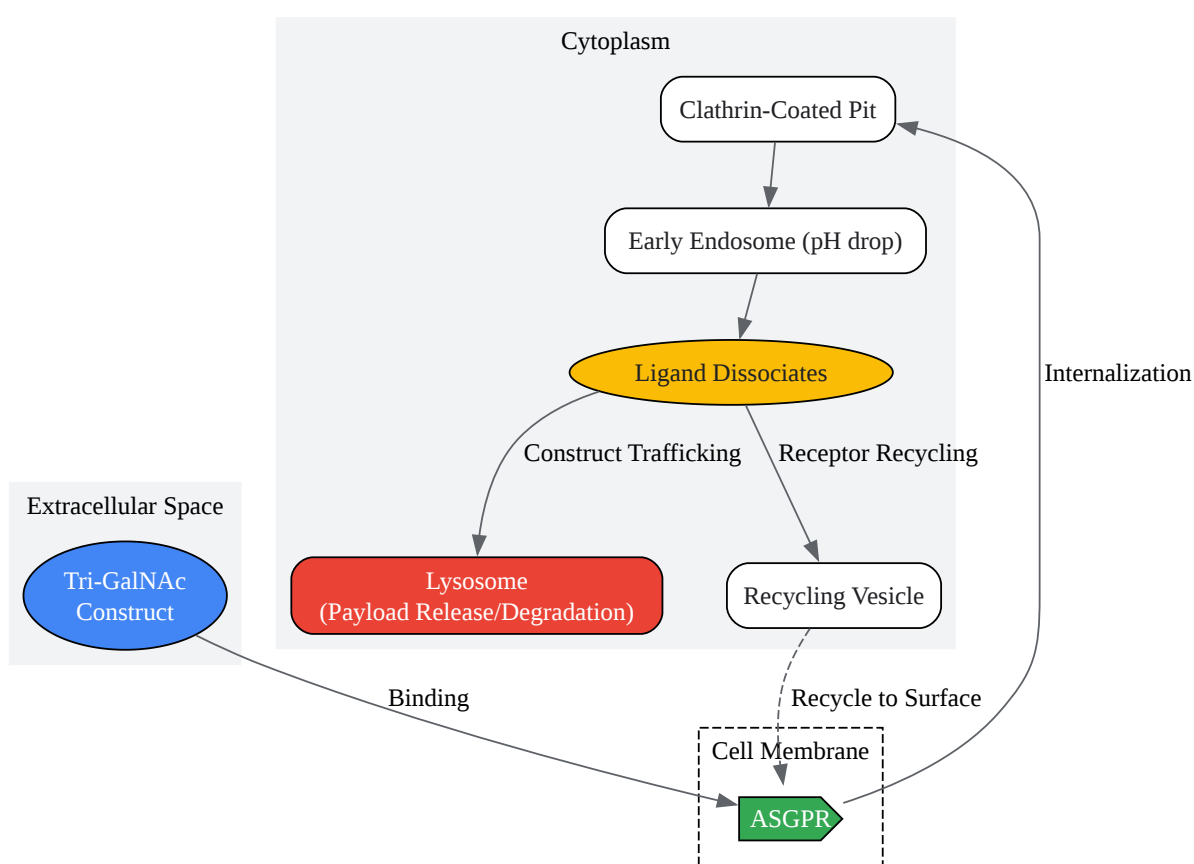 Cytoplasm
Clathrin-Coated Pit
Early Endosome (pH drop)
Ligand Dissociates
Internalization
Construct Trafficking
Receptor Recycling
Extracellular Space
Tri-GalNAc
Construct
Lysosome
(Payload Release/Degradation)
Recycling Vesicle
Binding
Recycle to Surface
Cell Membrane
ASGPR